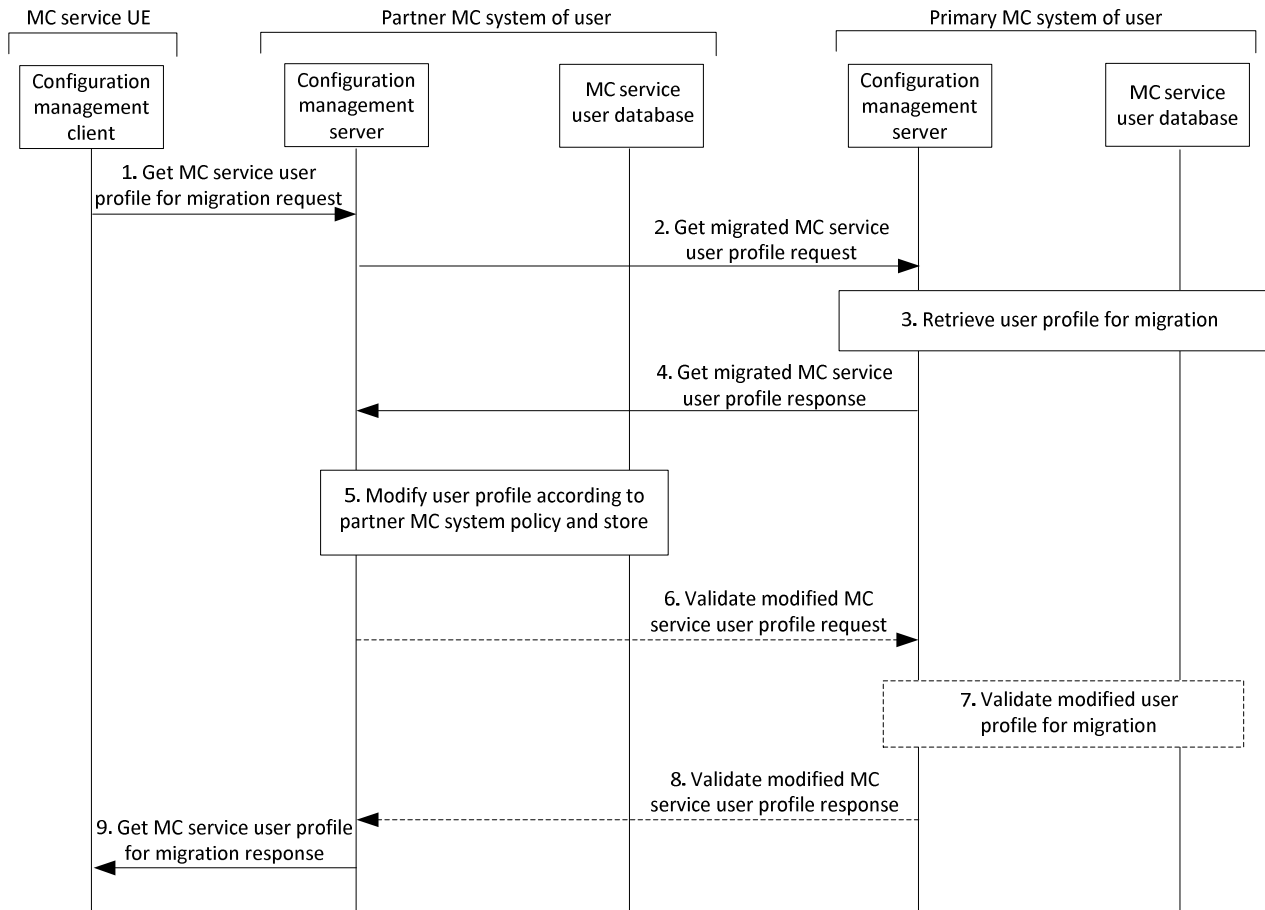 MC service UE
Partner MC system of user
Primary MC system of user
Configuration
management
client
Configuration
management
server
MC service
user database
Configuration
management
server
MC service
user database
1. Get MC service user
profile for migration request
2. Get migrated MC service
user profile request
3. Retrieve user profile for migration
4. Get migrated MC service
user profile response
5. Modify user profile according to
partner MC system policy and store
6. Validate modified MC
service user profile request
7. Validate modified user
profile for migration
8. Validate modified MC
service user profile response
9. Get MC service user profile
for migration response